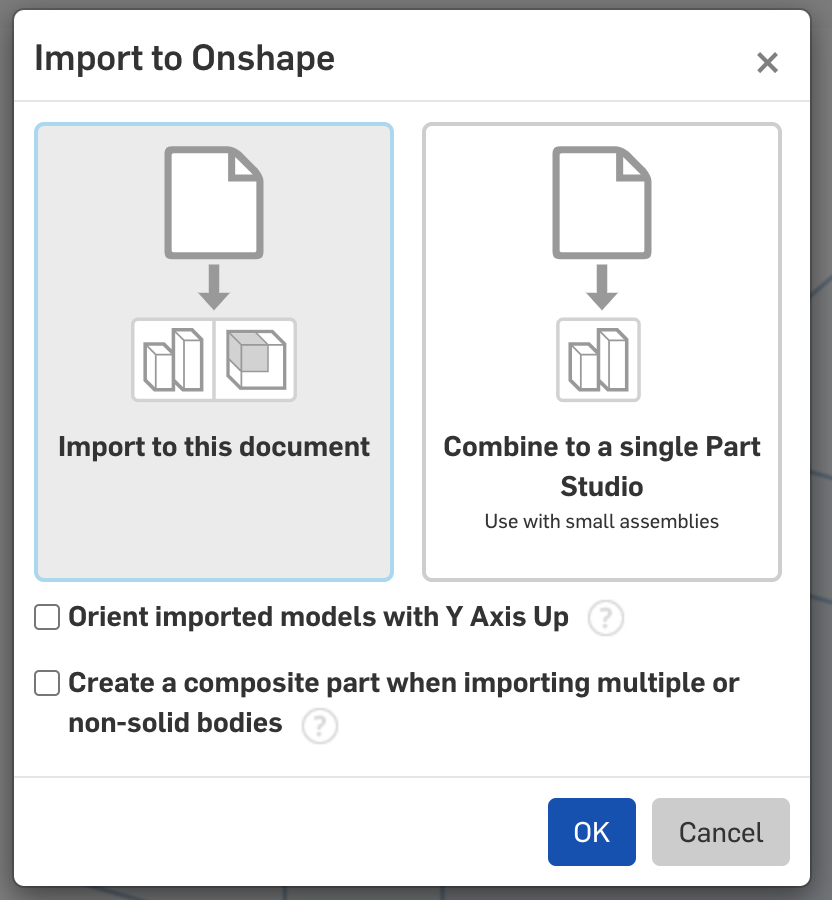 Import to Onshape
Import to this document
Combine to a single Part
Studio
Use with small assemblies
Orient imported models with Y Axis Up ?
Create a composite part when importing multiple or
non-solid bodies ?
OK Cancel